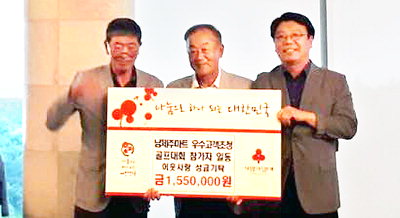 나눔으로 하나 되는 대한민국
남제주마트 우수고객초청
골프대회 참가자 일동
이웃사랑 성금기탁
금1,550,000원